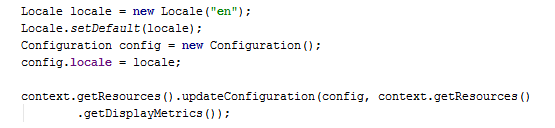 Locale locale = new Locale("en");
Locale.setDefault(locale);
Configuration config = new Configuration();
config.locale = locale;
context.getResources().updateConfiguration(config, context.getResources()
.getDisplayMetrics());